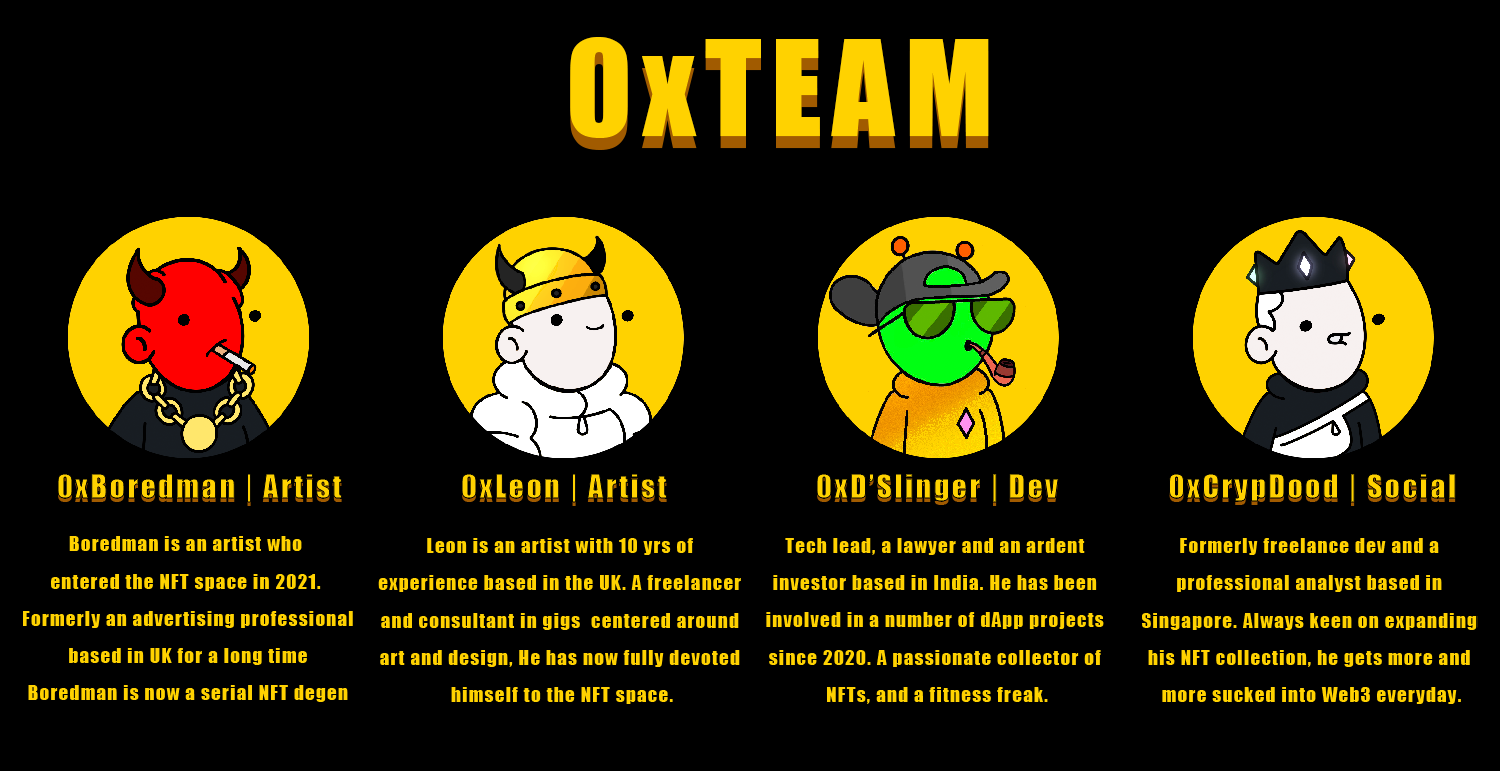 0xTEAM
0xBoredman | Artist
Boredman is an artist who
entered the NFT space in 2021.
Formerly an advertising professional
based in UK for a long time
Boredman is now a serial NFT degen
0xLeon | Artist
Leon is an artist with 10 yrs of
experience based in the UK. A freelancer
and consultant in gigs  centered around
art and design, He has now fully devoted
himself to the NFT space.
0xD'Slinger | Dev
Tech lead, a lawyer and an ardent
investor based in India. He has been
involved in a number of dApp projects
since 2020. A passionate collector of
NFTs, and a fitness freak.
0xCrypDood | Social
Formerly freelance dev and a
professional analyst based in
Singapore. Always keen on expanding
his NFT collection, he gets more and
more sucked into Web3 everyday.